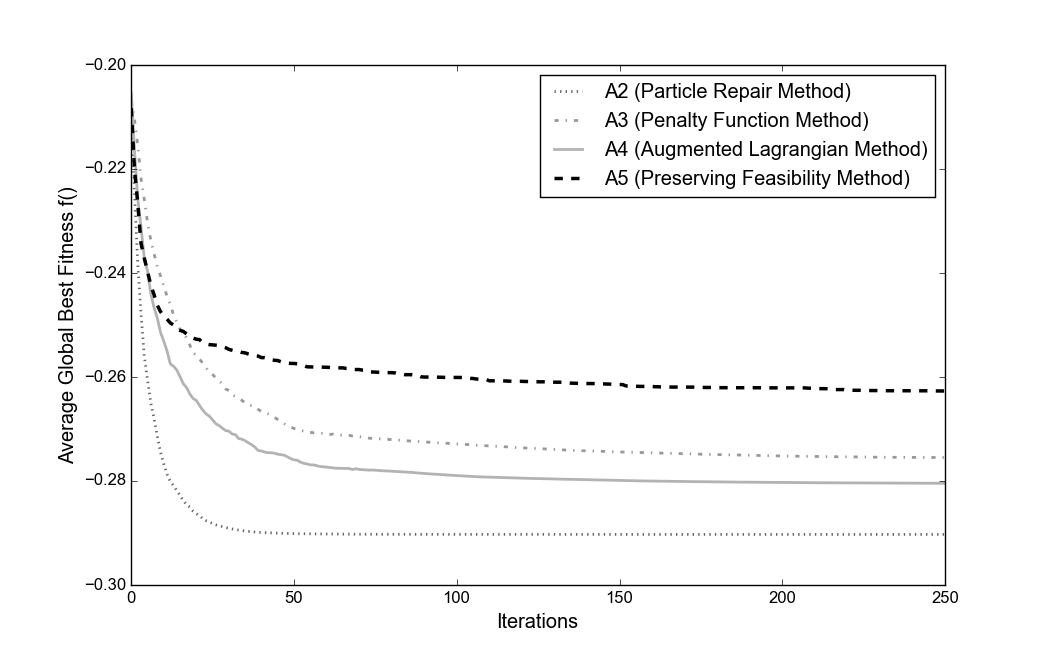 −0.20
−0.22
−0.24
−0.26
−0.28
−0.30
Average Global Best Fitness f()
A2 (Particle Repair Method)
A3 (Penalty Function Method)
A4 (Augmented Lagrangian Method)
A5 (Preserving Feasibility Method)
0 50 100 150 200 250
Iterations